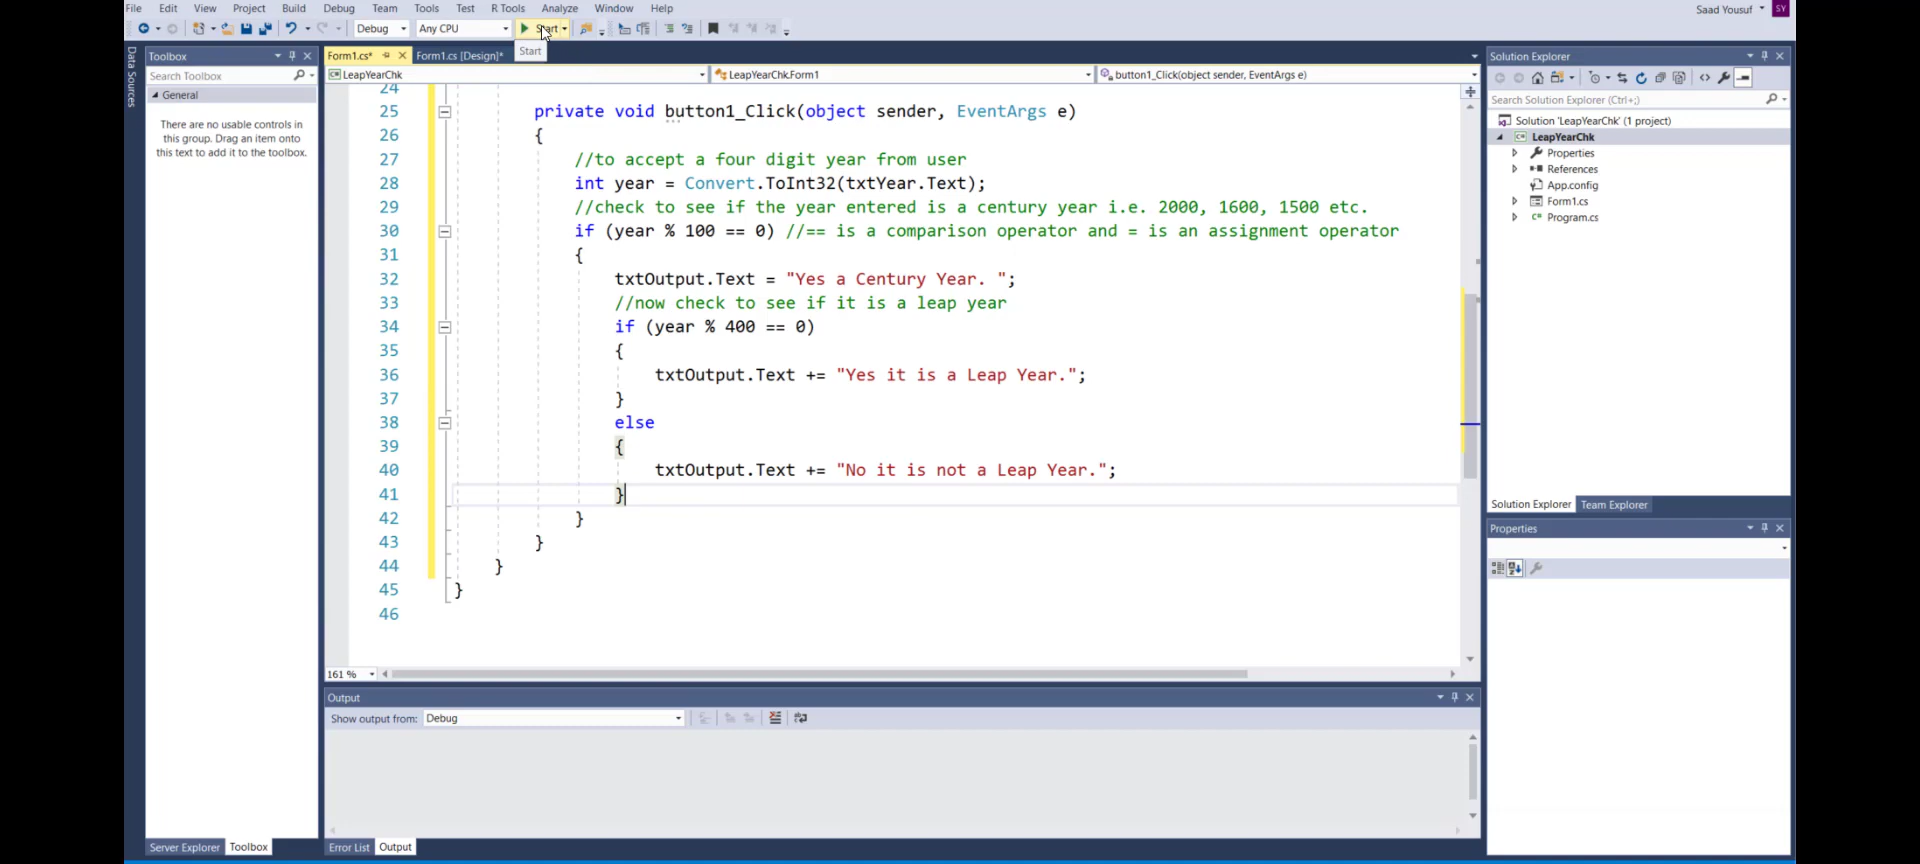 File Edit View Project Build Debug Team Tools Test R Tools Analyze Window Help
Saad Yousuf SY
Debug Any CPU Start
Start
Data Sources
Toolbox
Search Toolbox
General
There are no usable controls in
this group. Drag an item onto
this text to add it to the toolbox.
Server Explorer Toolbox
Form1.cs* Form1.cs [Design]*
LeapYearChk LeapYearChk.Form1 button1_Click(object sender, EventArgs e)
24
25 private void button1_Click(object sender, EventArgs e)
26 {
27 //to accept a four digit year from user
28 int year = Convert.ToInt32(txtYear.Text);
29 //check to see if the year entered is a century year i.e. 2000, 1600, 1500 etc.
30 if (year % 100 == 0) //== is a comparison operator and = is an assignment operator
31 {
32 txtOutput.Text = "Yes a Century Year. ";
33 //now check to see if it is a leap year
34 if (year % 400 == 0)
35 {
36 txtOutput.Text += "Yes it is a Leap Year.";
37 }
38 else
39 {
40 txtOutput.Text += "No it is not a Leap Year.";
41 }
42 }
43 }
44 }
45 }
46
161 %
Output
Show output from: Debug
Error List Output
Solution Explorer
Search Solution Explorer (Ctrl+;)
Solution 'LeapYearChk' (1 project)
LeapYearChk
Properties
References
App.config
Form1.cs
Program.cs
Solution Explorer Team Explorer
Properties